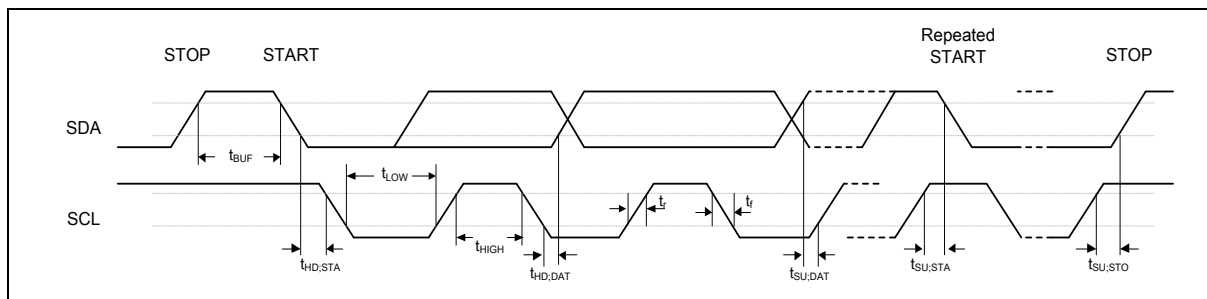 STOP
START
Repeated
START
STOP
SDA
tBUF
tLOW
SCL
tr
tf
tHIGH
tHD;STA
tHD;DAT
tSU;DAT
tSU;STA
tSU;STO